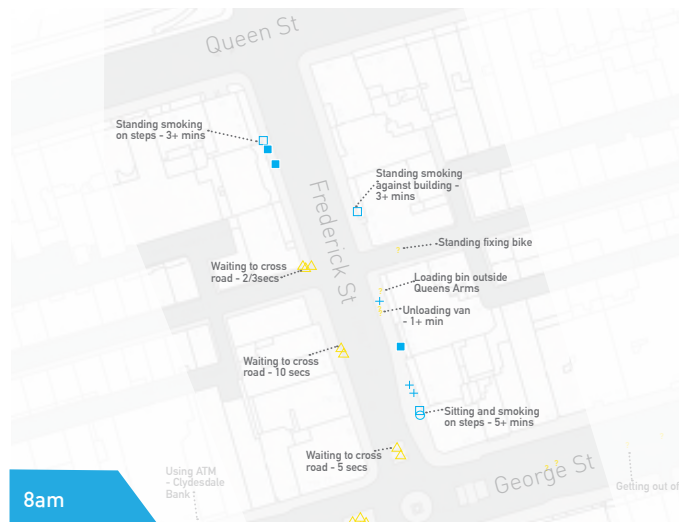 Queen St
Standing smoking
on steps - 3+ mins
Standing smoking
against building -
3+ mins
Frederick St
Standing fixing bike
Waiting to cross
road - 2/3secs
Loading bin outside
Queens Arms
Unloading van
- 1+ min
Waiting to cross
road - 10 secs
Sitting and smoking
on steps - 5+ mins
Waiting to cross
road - 5 secs
Using ATM
- Clydesdale
Bank
George St
Getting out of
8am